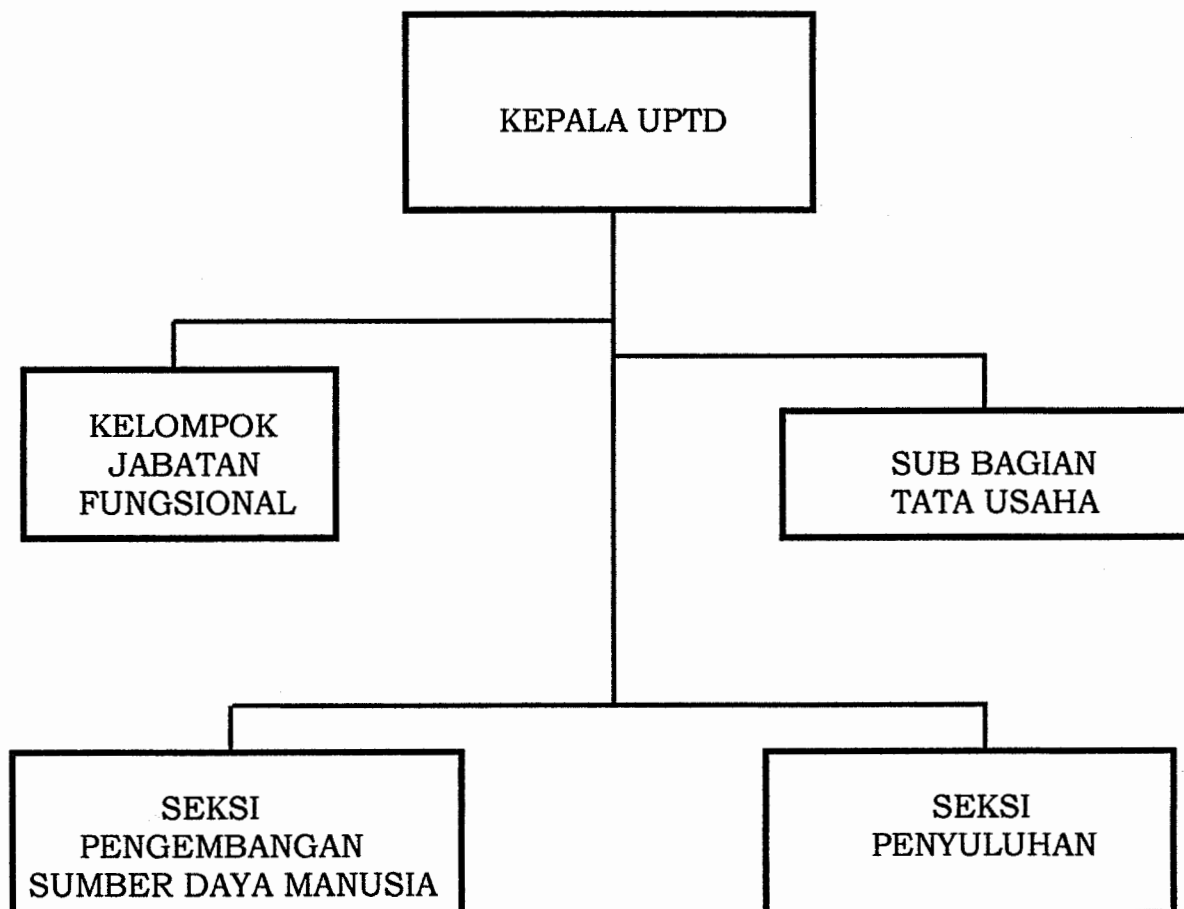 KEPALA UPTD
KELOMPOK
JABATAN
FUNGSIONAL
SUB BAGIAN
TATA USAHA
SEKSI
PENGEMBANGAN
SUMBER DAYA MANUSIA
SEKSI
PENYULUHAN